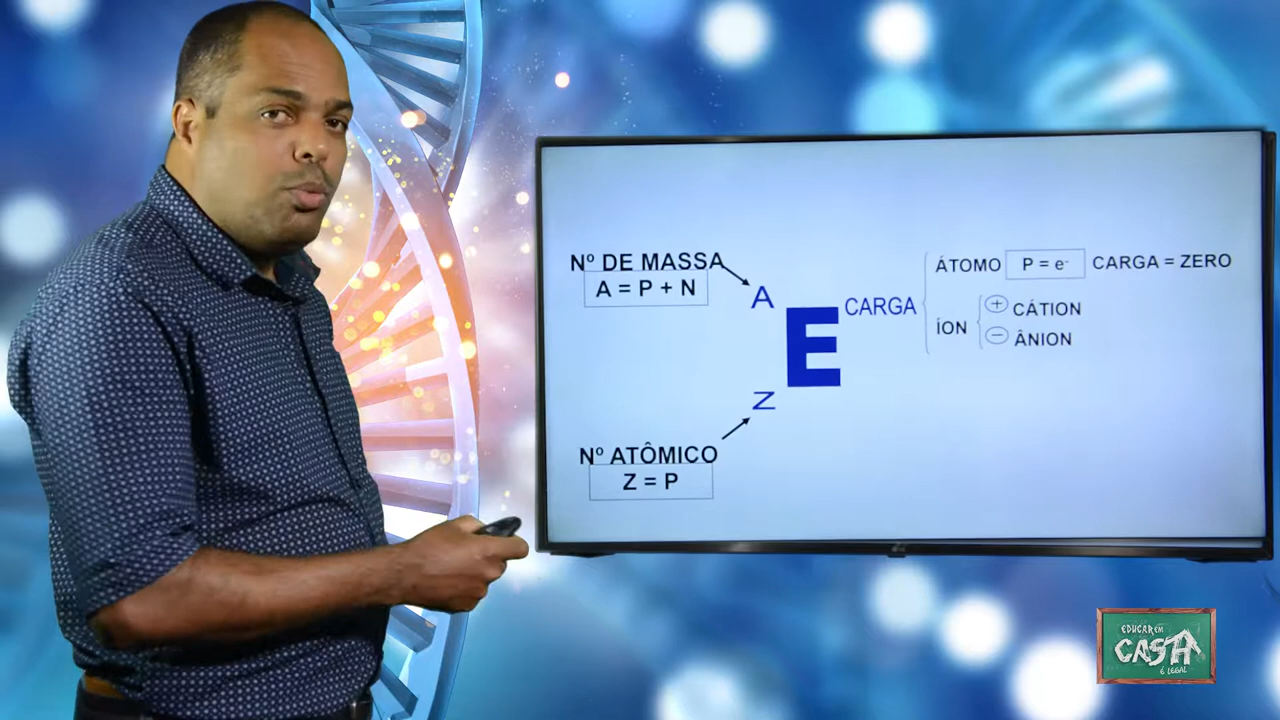 Nº DE MASSA
A = P + N
A
E
CARGA
ÁTOMO P = e⁻ CARGA = ZERO
ÍON
+ CÁTION
− ÂNION
Z
Nº ATÔMICO
Z = P
EDUCAR EM
CASA
É LEGAL